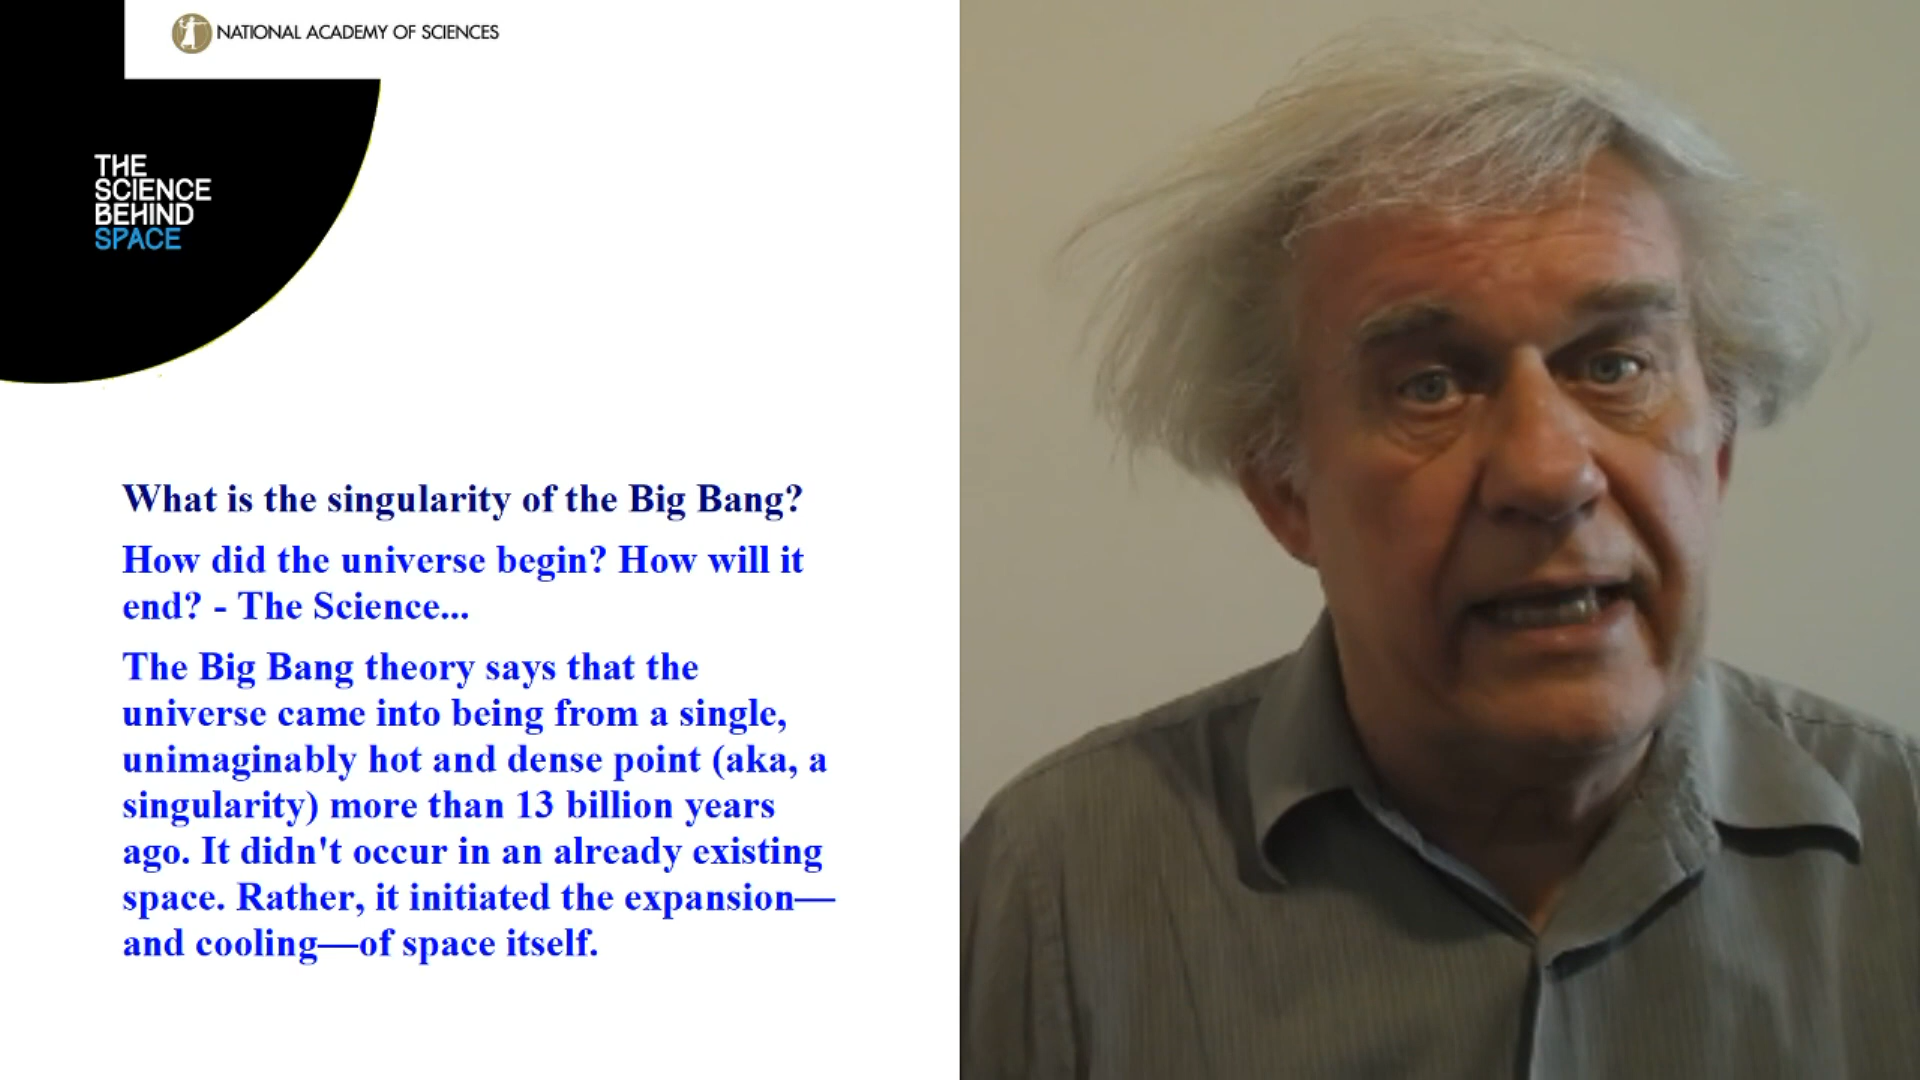 NATIONAL ACADEMY OF SCIENCES
THE
SCIENCE
BEHIND
SPACE
What is the singularity of the Big Bang?
How did the universe begin? How will it
end? - The Science...
The Big Bang theory says that the
universe came into being from a single,
unimaginably hot and dense point (aka, a
singularity) more than 13 billion years
ago. It didn't occur in an already existing
space. Rather, it initiated the expansion—
and cooling—of space itself.